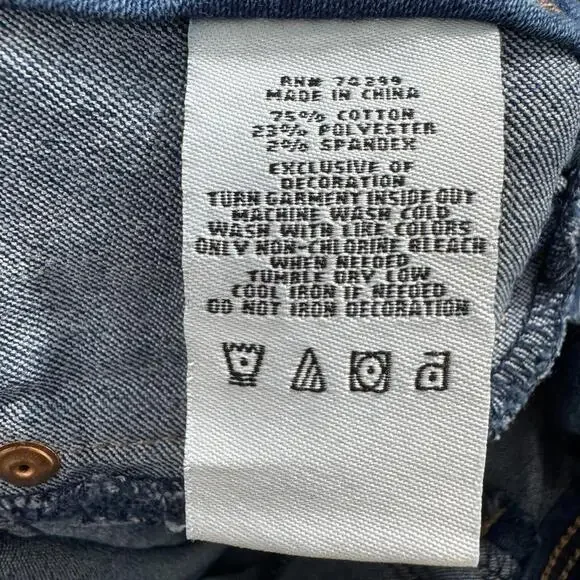 RN# 74299
MADE IN CHINA
75% COTTON
23% POLYESTER
2% SPANDEX
EXCLUSIVE OF
DECORATION
TURN GARMENT INSIDE OUT
MACHINE WASH COLD
WASH WITH LIKE COLORS
ONLY NON-CHLORINE BLEACH
WHEN NEEDED
TUMBLE DRY LOW
COOL IRON IF NEEDED
DO NOT IRON DECORATION